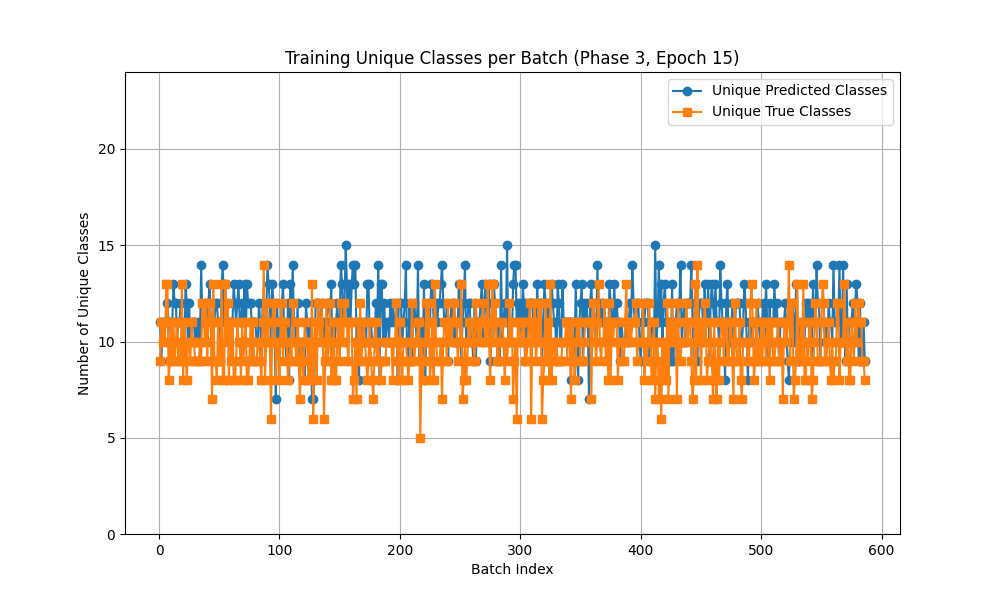 Training Unique Classes per Batch (Phase 3, Epoch 15)
Unique Predicted Classes
Unique True Classes
Number of Unique Classes
20
15
10
5
0
0 100 200 300 400 500 600
Batch Index